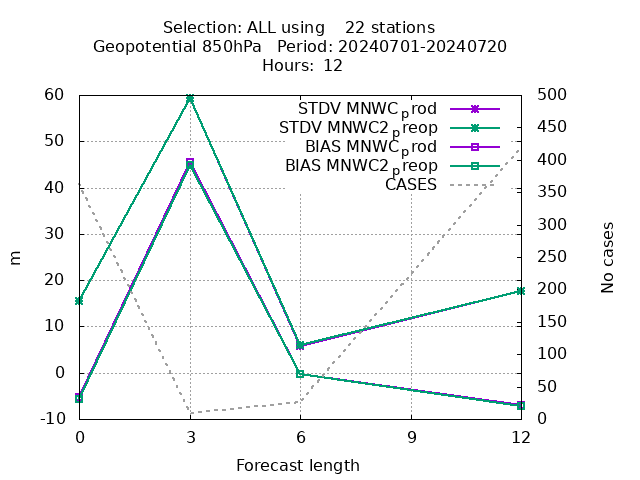 Selection: ALL using    22 stations
Geopotential 850hPa   Period: 20240701-20240720
Hours:  12
STDV MNWC_prod
STDV MNWC2_preop
BIAS MNWC_prod
BIAS MNWC2_preop
CASES
60
50
40
30
20
10
0
-10
m
500
450
400
350
300
250
200
150
100
50
0
No cases
0 3 6 9 12
Forecast length